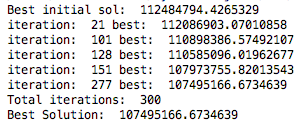 Best initial sol:  112484794.4265329
iteration:  21 best:  112086903.07010858
iteration:  101 best:  110898386.57492107
iteration:  128 best:  110585096.01962677
iteration:  151 best:  107973755.82013543
iteration:  277 best:  107495166.6734639
Total iterations:  300
Best Solution:  107495166.6734639